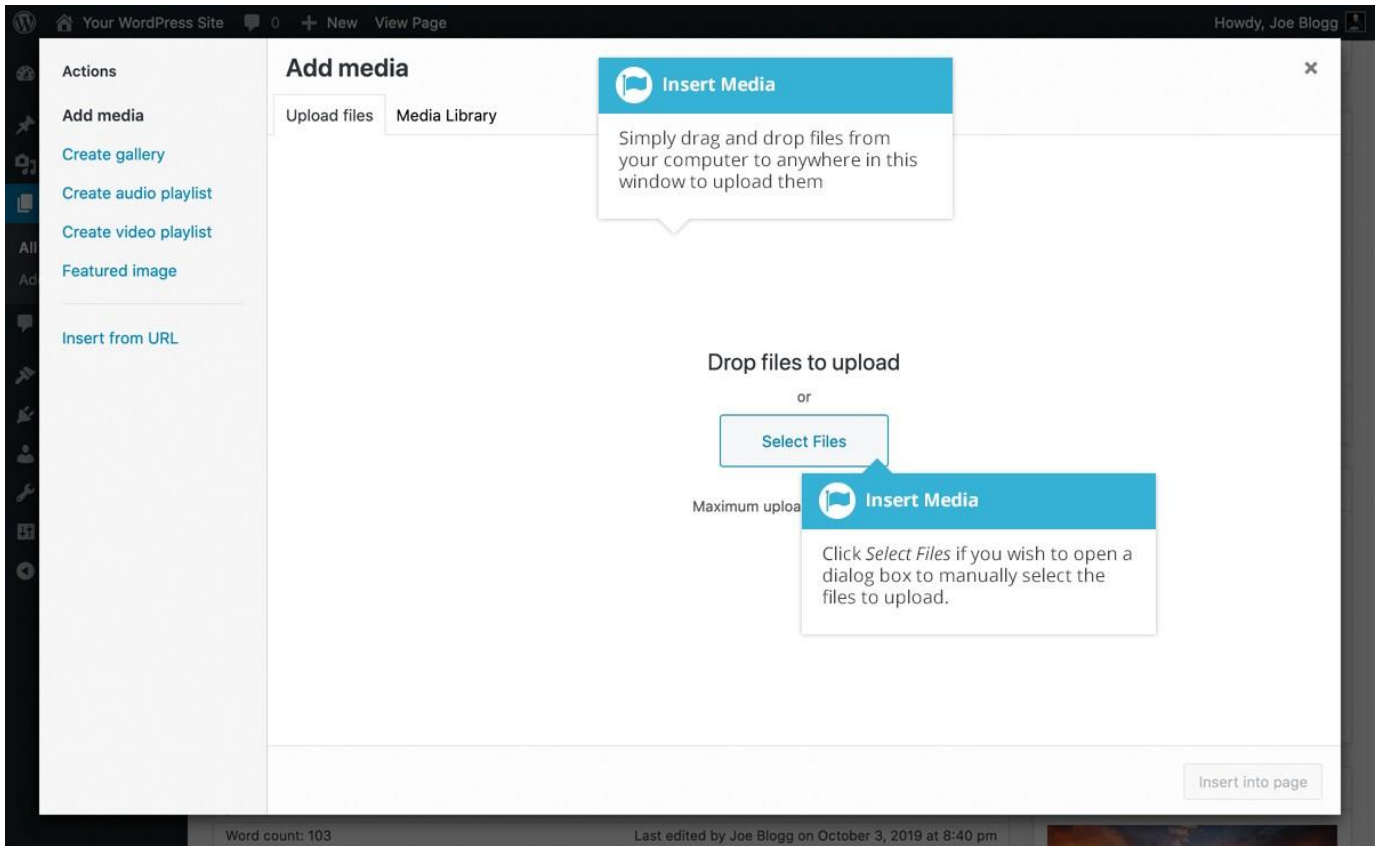 Your WordPress Site 0 + New View Page Howdy, Joe Blogg
Actions
Add media
Create gallery
Create audio playlist
Create video playlist
Featured image
Insert from URL
All
Add media
Upload files Media Library
Insert Media
Simply drag and drop files from
your computer to anywhere in this
window to upload them
Drop files to upload
or
Select Files
Maximum
Insert Media
Click Select Files if you wish to open a
dialog box to manually select the
files to upload.
Insert into page
Word count: 103 Last edited by Joe Blogg on October 3, 2019 at 8:40 pm